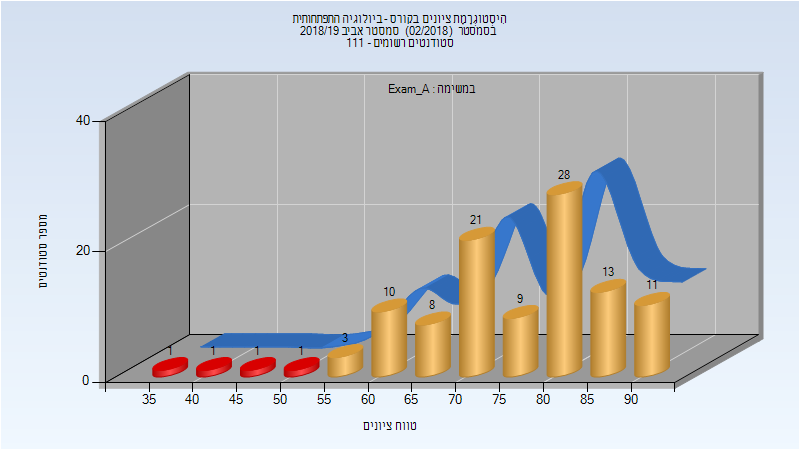 הִיסְטוֹגְרָמַת ציונים בקורס - ביולוגיה התפתחותית
בסמסטר (02/2018) סמסטר אביב 2018/19
סטודנטים רשומים - 111
במשימה : Exam_A
מספר סטודנטים
40
20
0
1
1
1
1
3
10
8
21
9
28
13
11
35 40 45 50 55 60 65 70 75 80 85 90
טווח ציונים